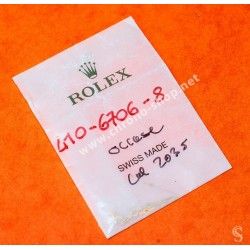 ROLEX
410-6706-8
occase
SWISS MADE
Cal 2035